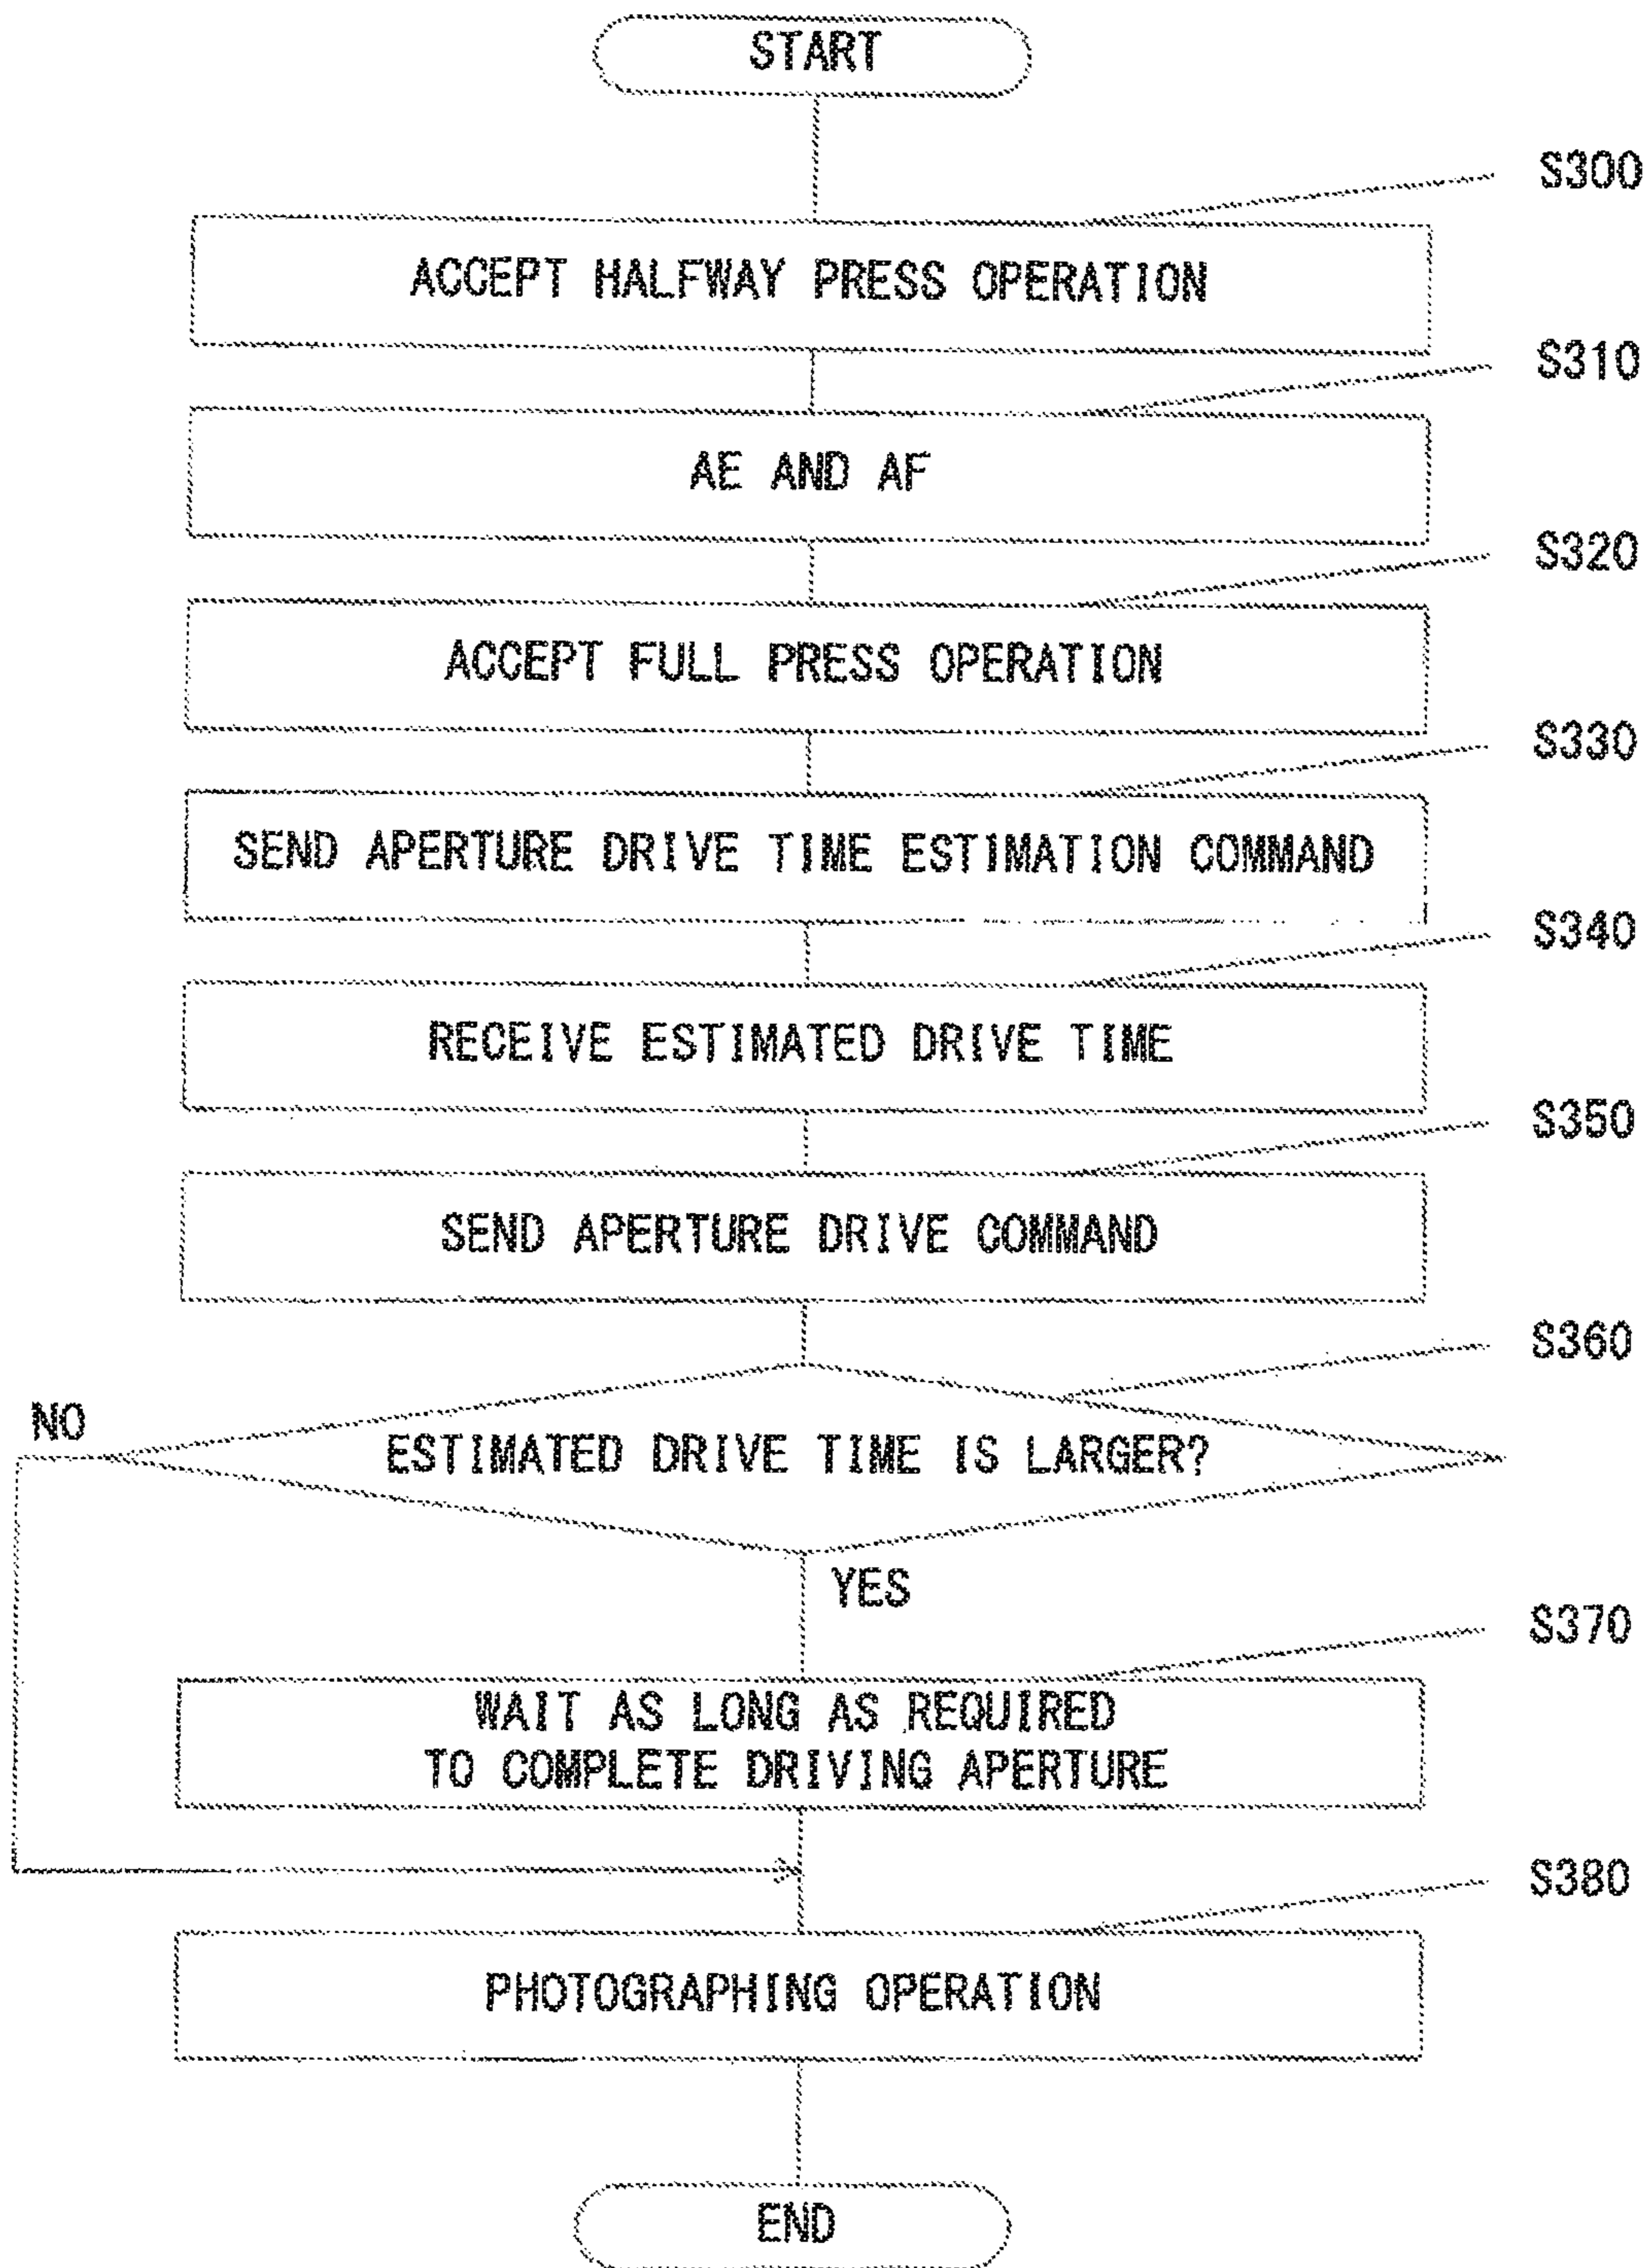 START
S300
ACCEPT HALFWAY PRESS OPERATION
S310
AE AND AF
S320
ACCEPT FULL PRESS OPERATION
S330
SEND APERTURE DRIVE TIME ESTIMATION COMMAND
S340
RECEIVE ESTIMATED DRIVE TIME
S350
SEND APERTURE DRIVE COMMAND
S360
NO
ESTIMATED DRIVE TIME IS LARGER?
YES
S370
WAIT AS LONG AS REQUIRED
TO COMPLETE DRIVING APERTURE
S380
PHOTOGRAPHING OPERATION
END